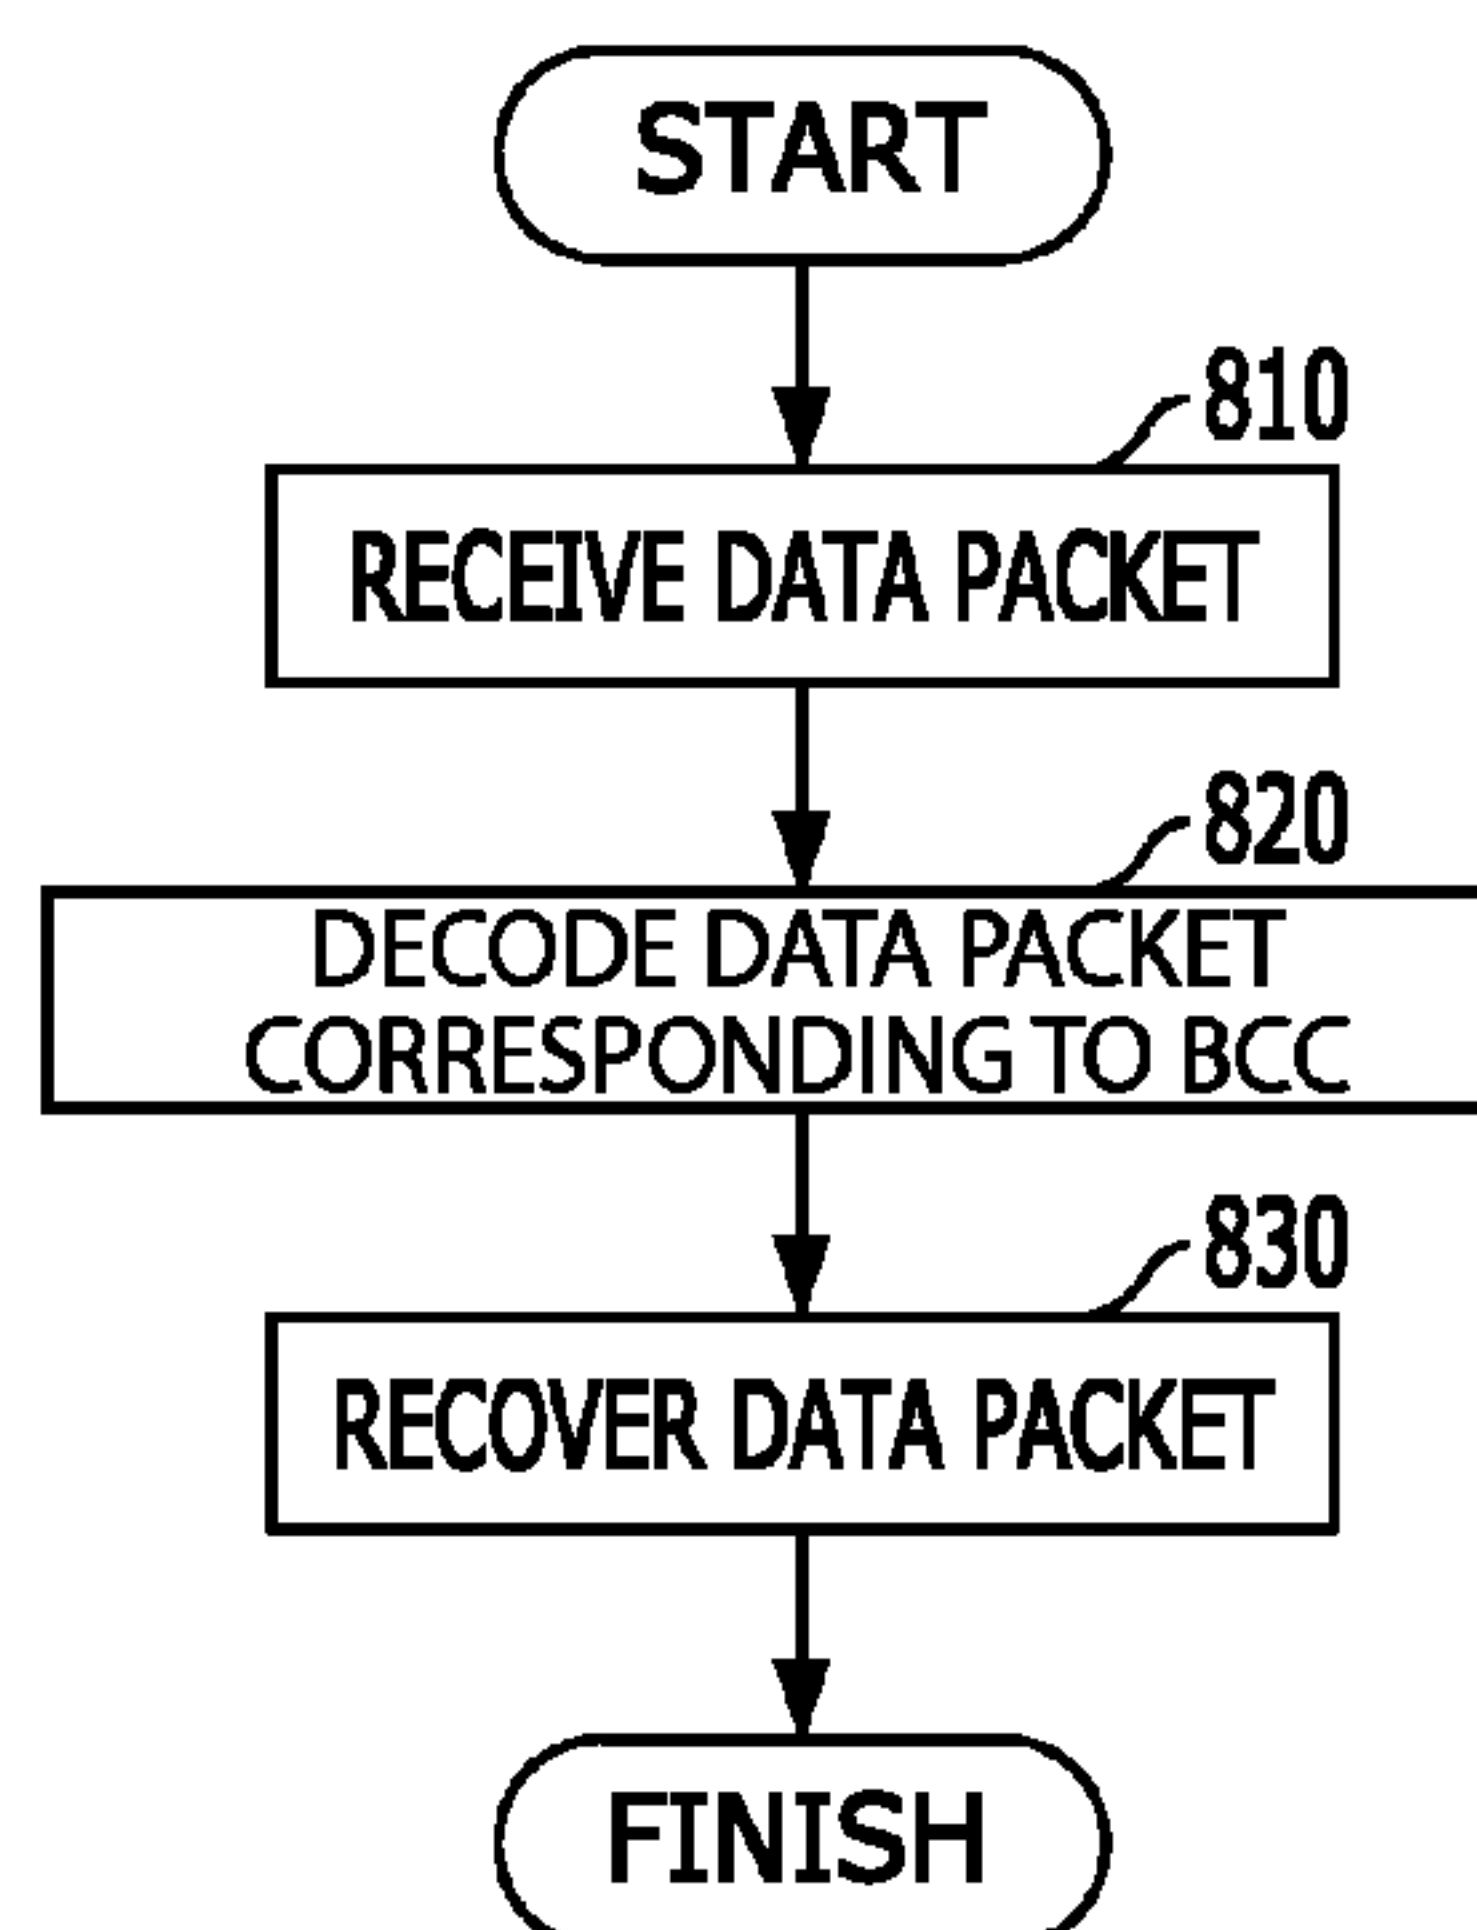 START
810
RECEIVE DATA PACKET
820
DECODE DATA PACKET
CORRESPONDING TO BCC
830
RECOVER DATA PACKET
FINISH